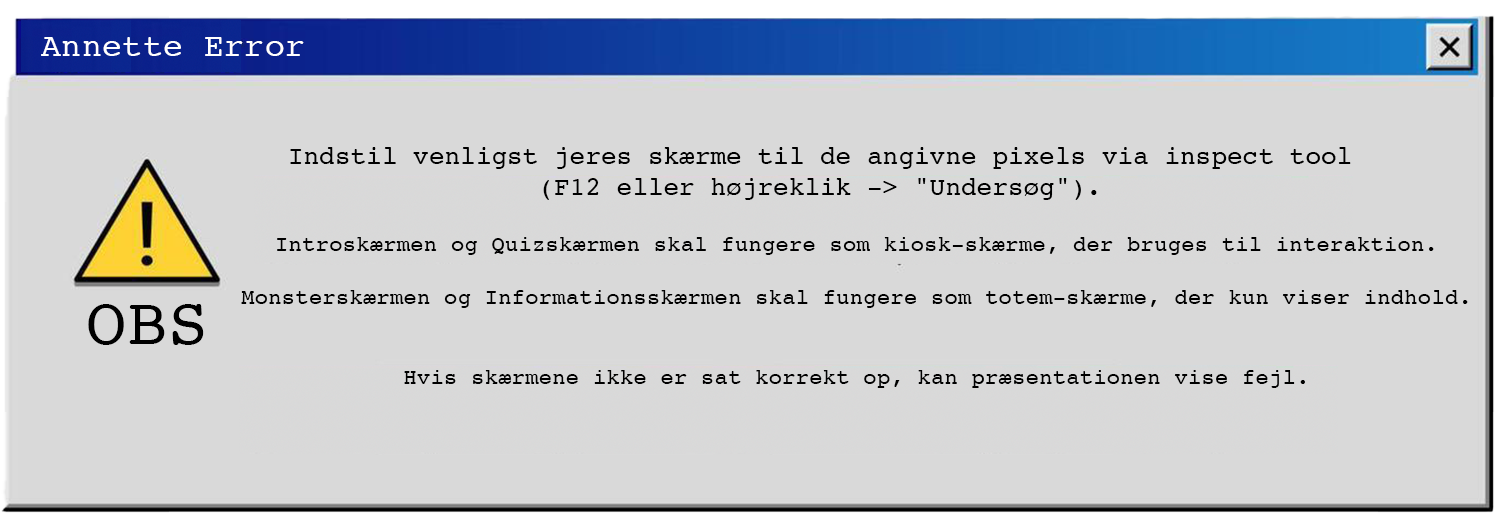 Annette Error
Indstil venligst jeres skærme til de angivne pixels via inspect tool
(F12 eller højreklik -> "Undersøg").
Introskærmen og Quizskærmen skal fungere som kiosk-skærme, der bruges til interaktion.
Monsterskærmen og Informationsskærmen skal fungere som totem-skærme, der kun viser indhold.
OBS
Hvis skærmene ikke er sat korrekt op, kan præsentationen vise fejl.